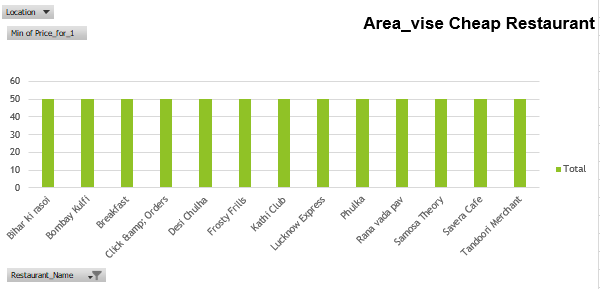 Location
Area_vise Cheap Restaurant
Min of Price_for_1
60
50
40
30
20
10
0
Total
Bihar ki rasoi
Bombay Kulfi
Breakfast
Click &amp; Orders
Desi Chulha
Frosty Frills
Kathi Club
Lucknow Express
Phulka
Rana vada pav
Samosa Theory
Savera Cafe
Tandoori Merchant
Restaurant_Name